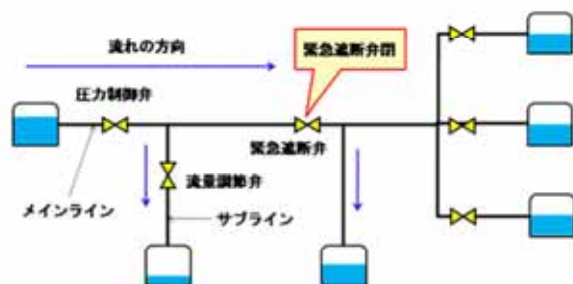 流れの方向
緊急遮断弁閉
圧力制御弁
緊急遮断弁
流量調節弁
メインライン
サブライン